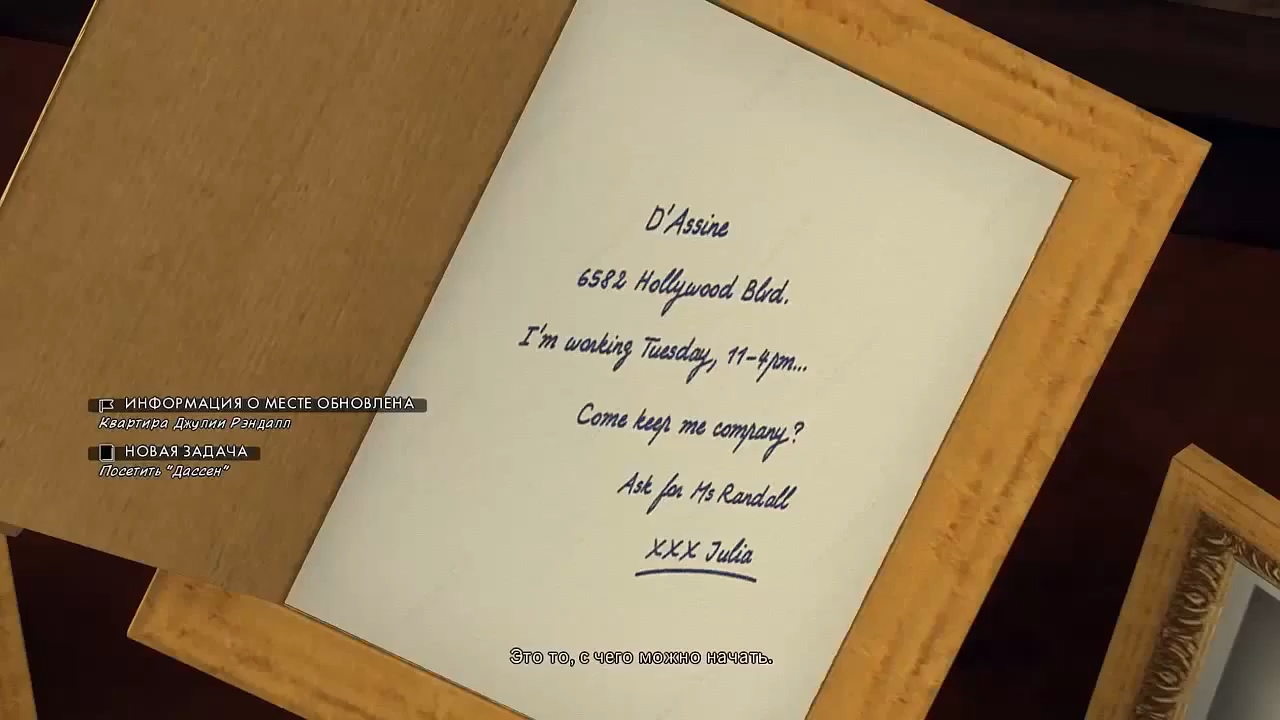 D'Assine
6582 Hollywood Blvd.
I'm working Tuesday, 11-4pm...
Come keep me company?
Ask for Ms Randall
XXX Julia
ИНФОРМАЦИЯ О МЕСТЕ ОБНОВЛЕНА
Квартира Джулии Рэндалл
НОВАЯ ЗАДАЧА
Посетить "Дассен"
Это то, с чего можно начать.